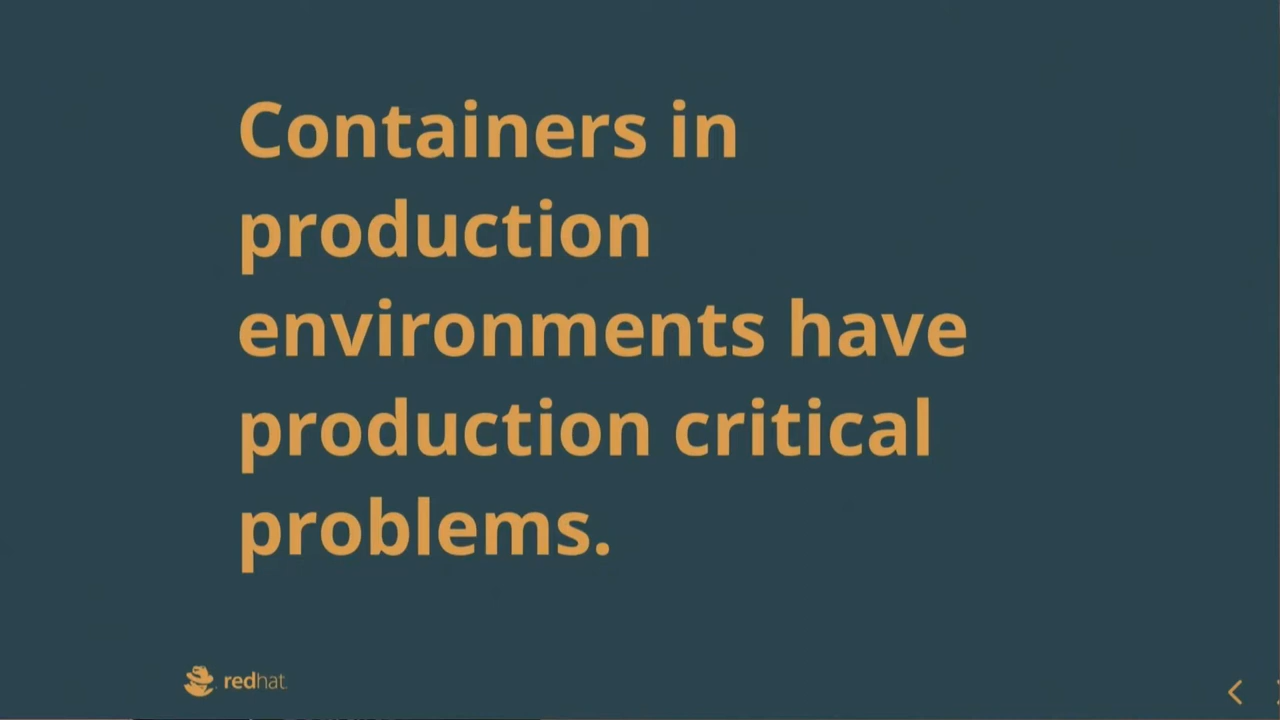 Containers in
production
environments have
production critical
problems.
redhat.